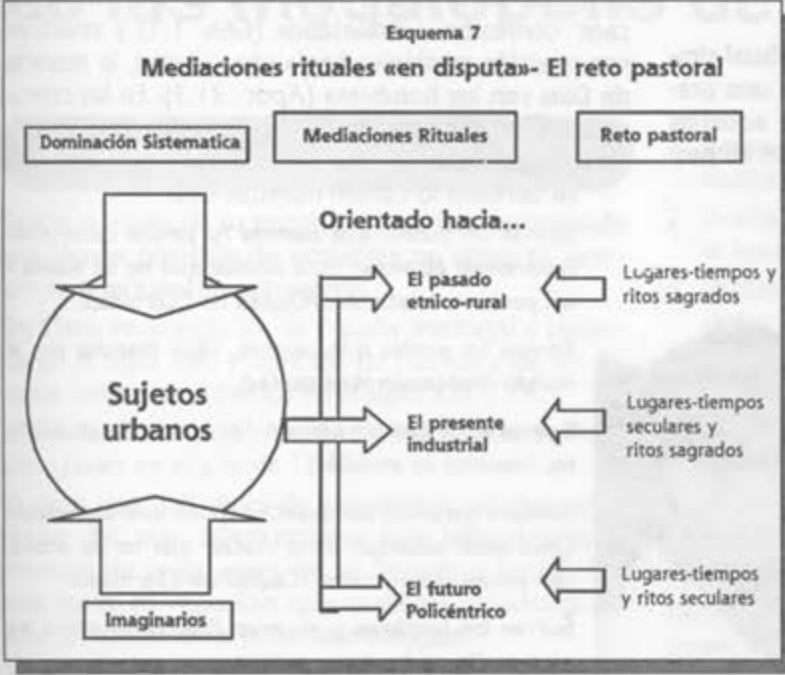 Esquema 7
Mediaciones rituales «en disputa»- El reto pastoral
Dominación Sistematica
Mediaciones Rituales
Reto pastoral
Orientado hacia...
El pasado
etnico-rural
Lugares-tiempos y
ritos sagrados
Sujetos
urbanos
El presente
industrial
Lugares-tiempos
seculares y
ritos sagrados
El futuro
Policéntrico
Lugares-tiempos
y ritos seculares
Imaginarios